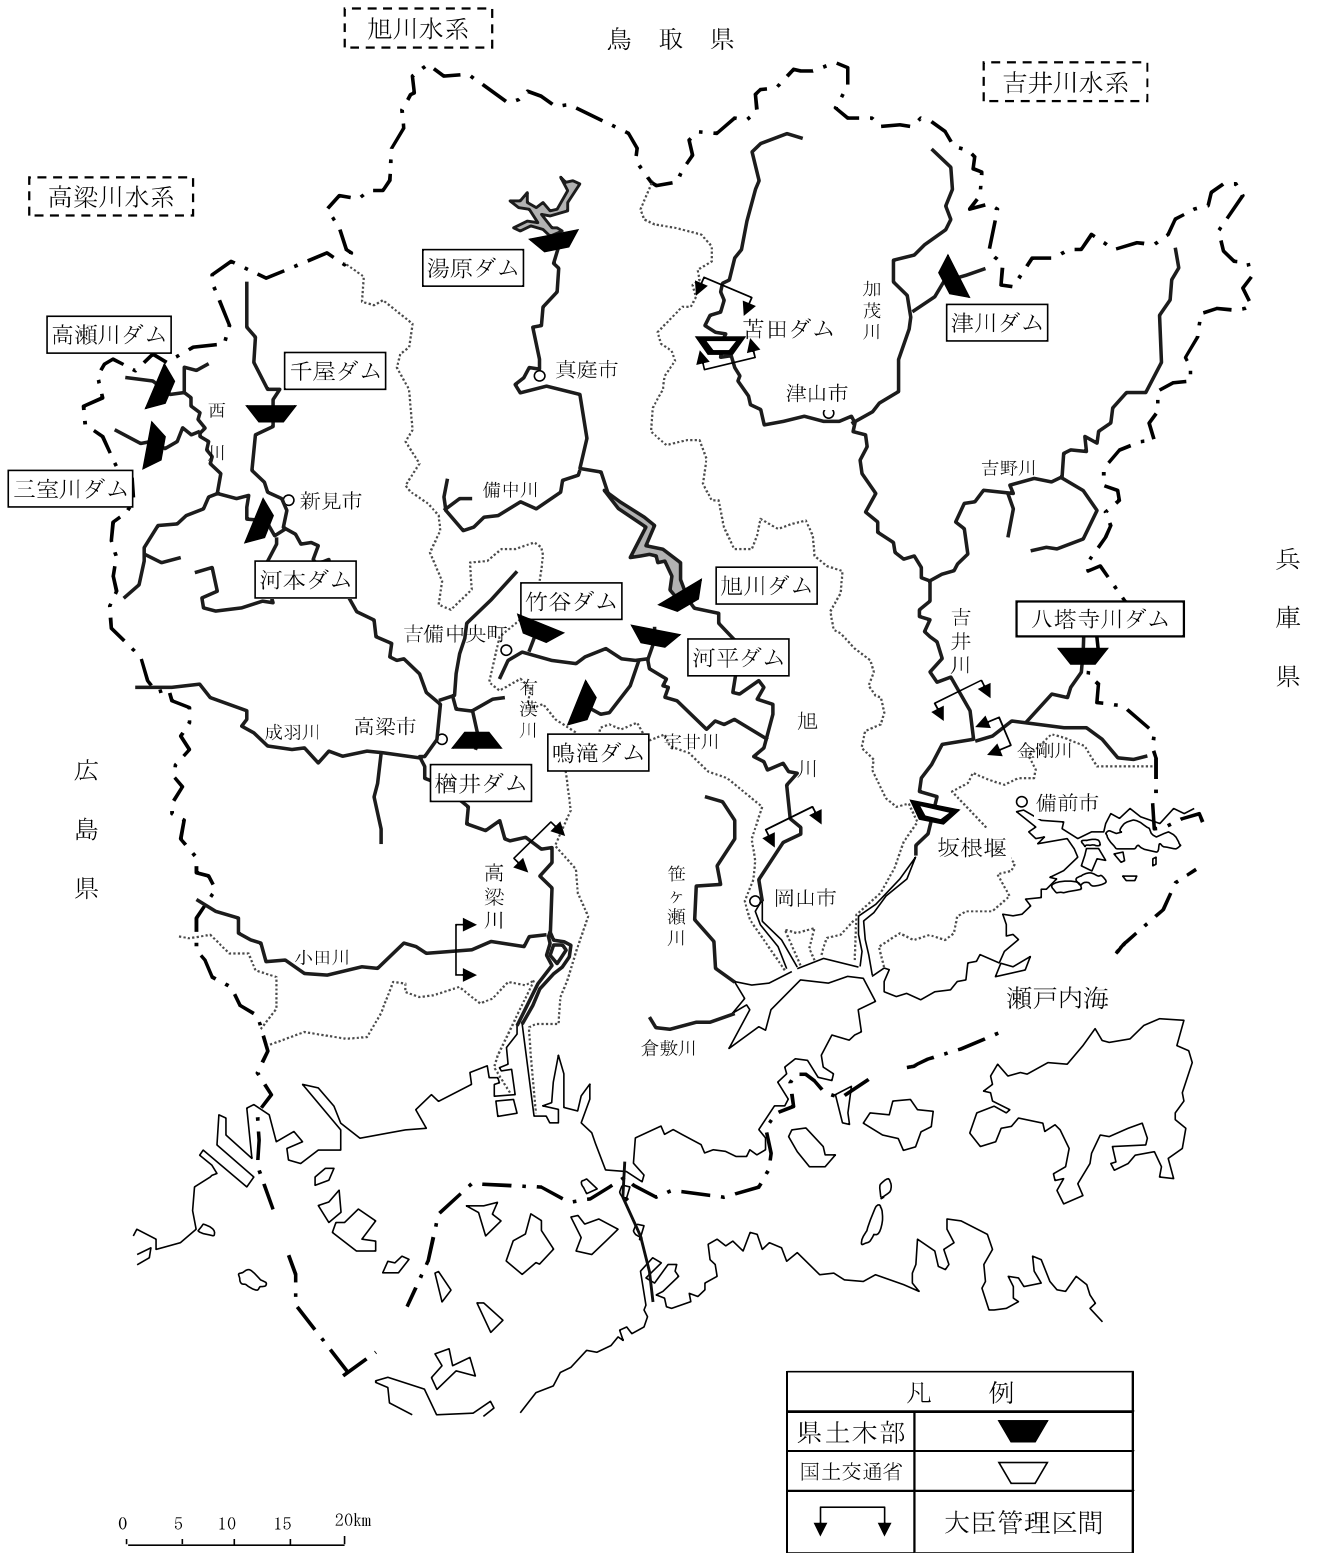 旭川水系
鳥取県
吉井川水系
高梁川水系
湯原ダム
高瀬川ダム
千屋ダム
苫田ダム
加茂川
津川ダム
真庭市
津山市
西川
三室川ダム
新見市
備中川
吉野川
兵庫県
河本ダム
竹谷ダム
旭川ダム
八塔寺川ダム
吉備中央町
河平ダム
吉井川
有漢川
成羽川
高梁市
鳴滝ダム
宇甘川
旭川
金剛川
広島県
楢井ダム
備前市
坂根堰
高梁川
笹ヶ瀬川
岡山市
小田川
瀬戸内海
倉敷川
凡例
県土木部
国土交通省
大臣管理区間
0 5 10 15 20km